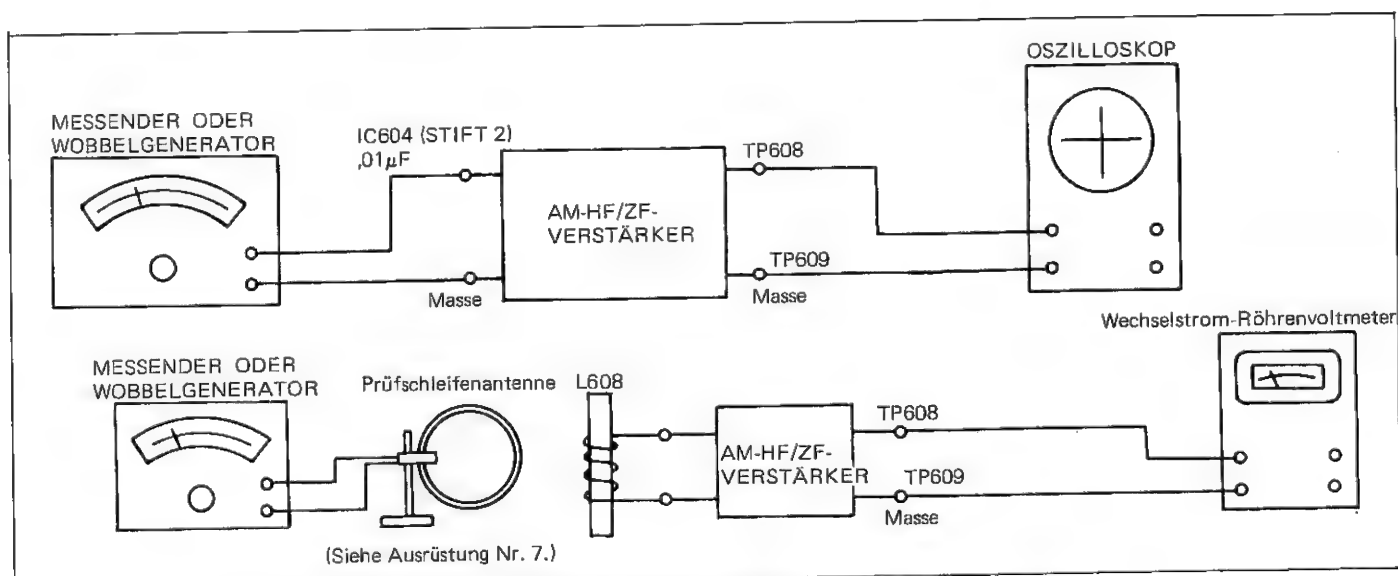 OSZILLOSKOP
MESSENDER ODER
WOBBELGENERATOR
IC604 (STIFT 2)
,01µF
TP608
AM-HF/ZF-
VERSTÄRKER
TP609
Masse
Masse
Wechselstrom-Röhrenvoltmeter
MESSENDER ODER
WOBBELGENERATOR
Prüfschleifenantenne
L608
TP608
AM-HF/ZF-
VERSTÄRKER
TP609
Masse
(Siehe Ausrüstung Nr. 7.)